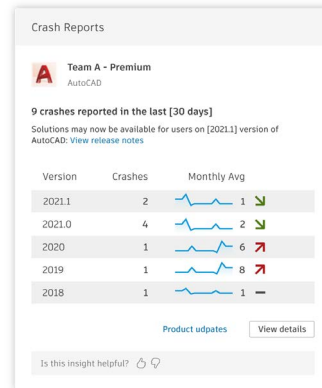 Crash Reports
Team A - Premium
AutoCAD
9 crashes reported in the last [30 days]
Solutions may now be available for users on [2021.1] version of
AutoCAD: View release notes
Version Crashes Monthly Avg
2021.1 2 1
2021.0 4 2
2020 1 6
2019 1 8
2018 1 1
Product udpates View details
Is this insight helpful?